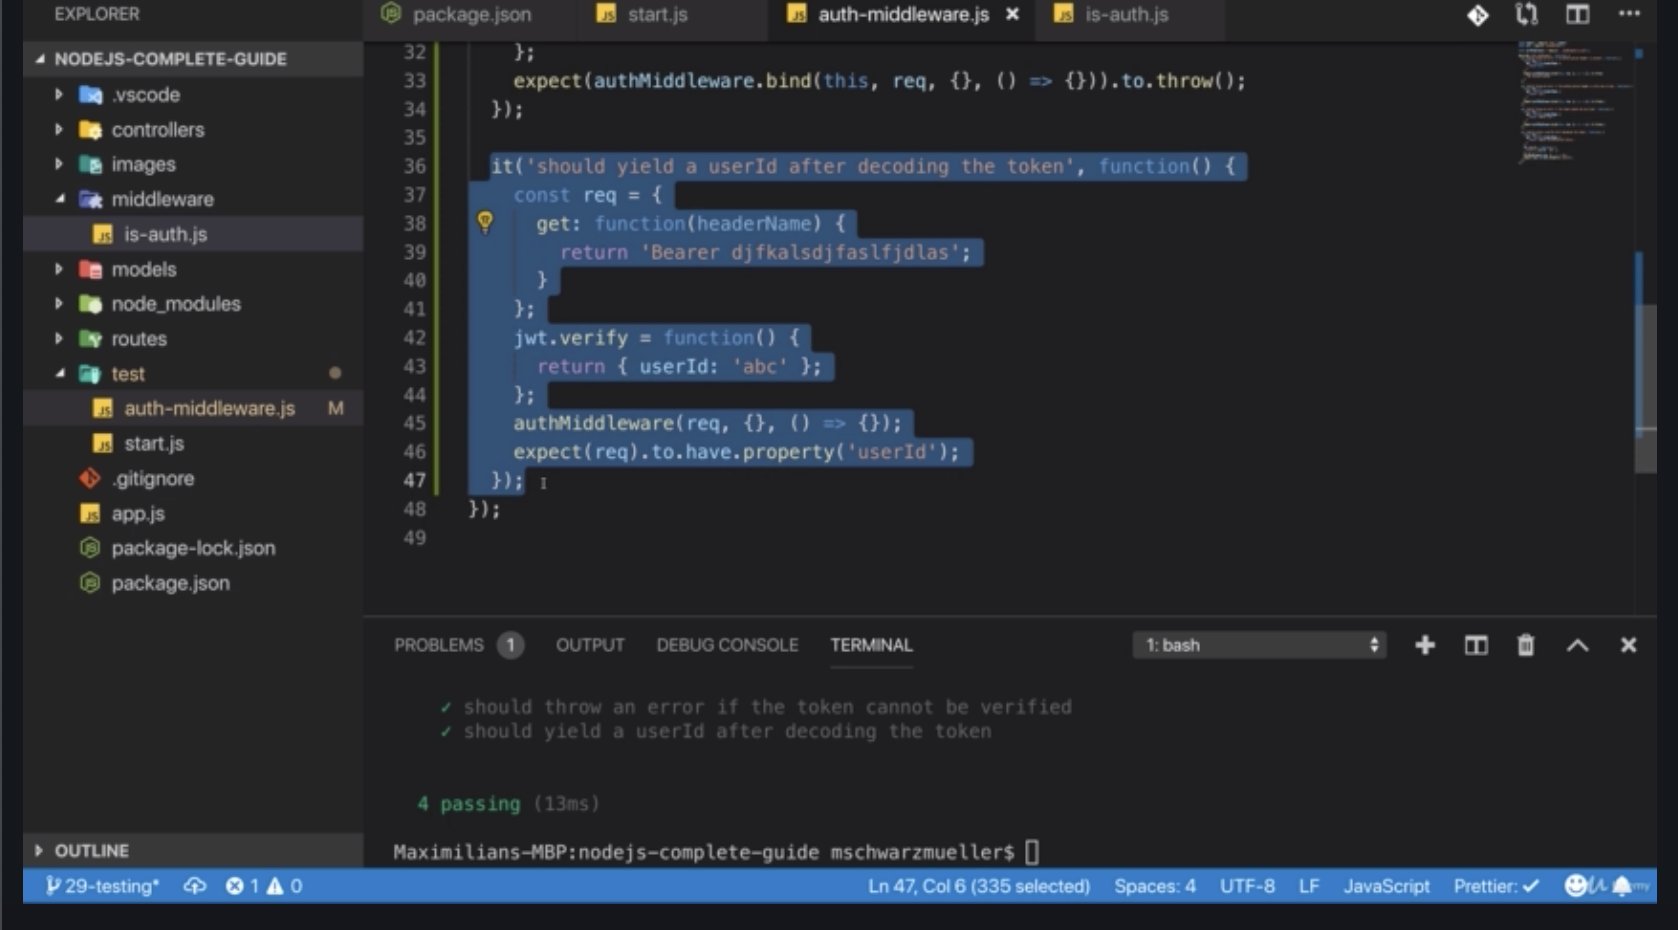 EXPLORER
package.json
start.js
auth-middleware.js
is-auth.js
NODEJS-COMPLETE-GUIDE
.vscode
controllers
images
middleware
is-auth.js
models
node_modules
routes
test
auth-middleware.js M
start.js
.gitignore
app.js
package-lock.json
package.json
OUTLINE
32 };
33 expect(authMiddleware.bind(this, req, {}, () => {})).to.throw();
34 });
35
36 it('should yield a userId after decoding the token', function() {
37 const req = {
38 get: function(headerName) {
39 return 'Bearer djfkalsdjfaslfjdlas';
40 }
41 };
42 jwt.verify = function() {
43 return { userId: 'abc' };
44 };
45 authMiddleware(req, {}, () => {});
46 expect(req).to.have.property('userId');
47 });
48 });
49
PROBLEMS 1 OUTPUT DEBUG CONSOLE TERMINAL 1: bash
✓ should throw an error if the token cannot be verified
✓ should yield a userId after decoding the token
4 passing (13ms)
Maximilians-MBP:nodejs-complete-guide mschwarzmueller$
29-testing* 1 0 Ln 47, Col 6 (335 selected) Spaces: 4 UTF-8 LF JavaScript Prettier: ✓